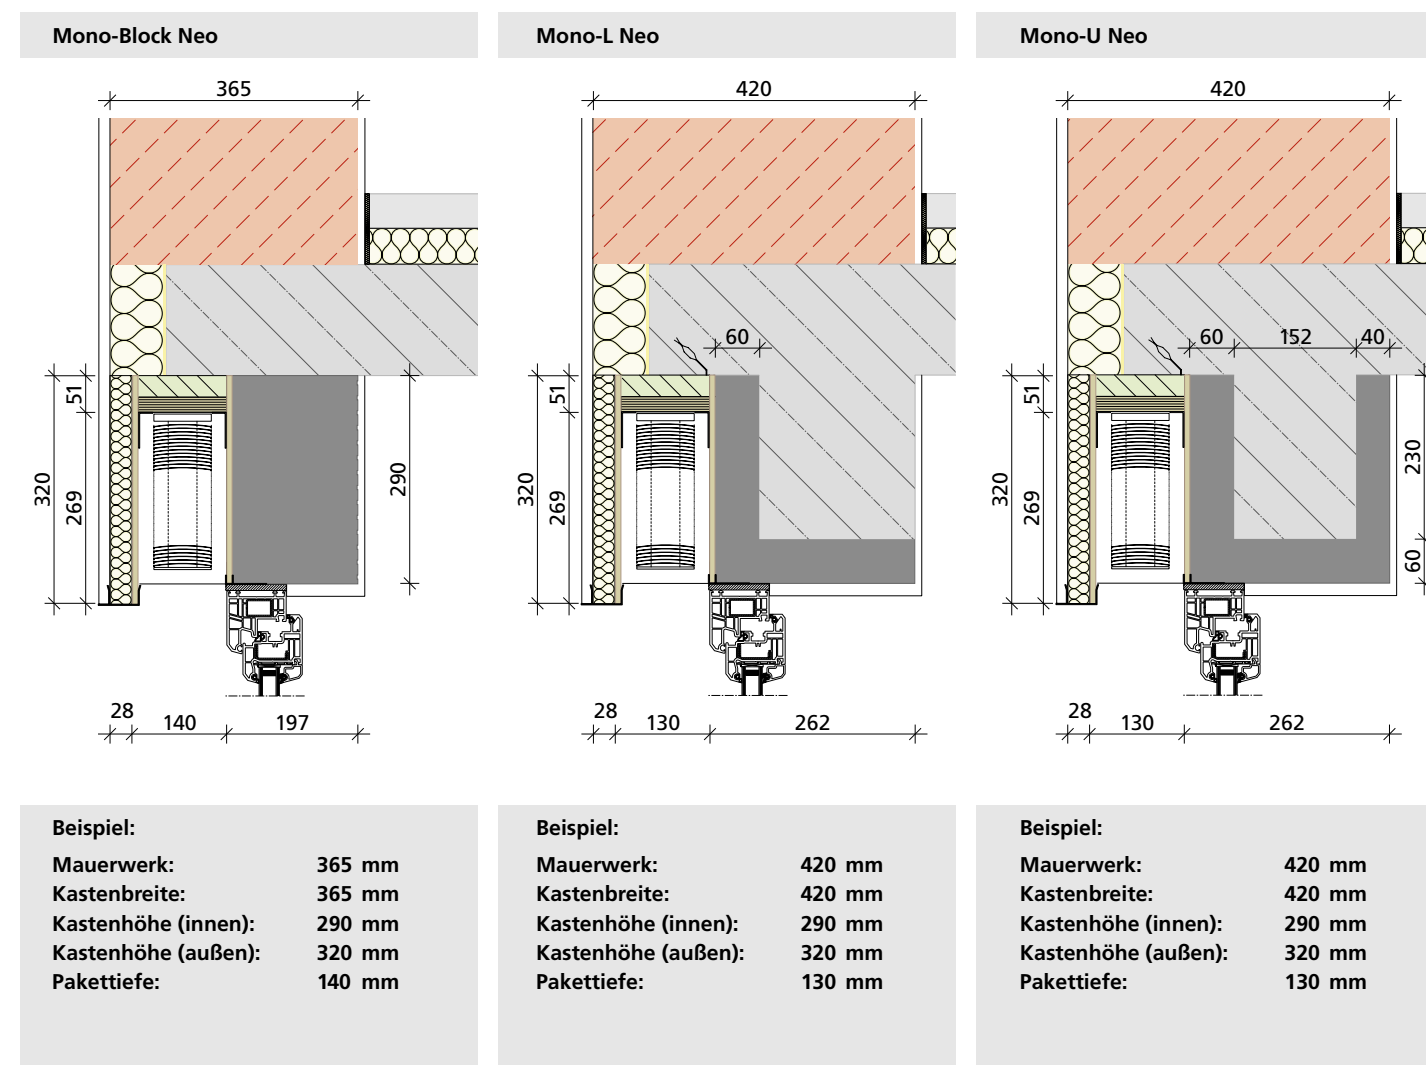 Mono-Block Neo
365
51
320
269
290
28
140
197
Beispiel:
Mauerwerk: 365 mm
Kastenbreite: 365 mm
Kastenhöhe (innen): 290 mm
Kastenhöhe (außen): 320 mm
Pakettiefe: 140 mm
Mono-L Neo
420
60
51
320
269
28
130
262
Beispiel:
Mauerwerk: 420 mm
Kastenbreite: 420 mm
Kastenhöhe (innen): 290 mm
Kastenhöhe (außen): 320 mm
Pakettiefe: 130 mm
Mono-U Neo
420
60
152
40
51
320
269
230
60
28
130
262
Beispiel:
Mauerwerk: 420 mm
Kastenbreite: 420 mm
Kastenhöhe (innen): 290 mm
Kastenhöhe (außen): 320 mm
Pakettiefe: 130 mm